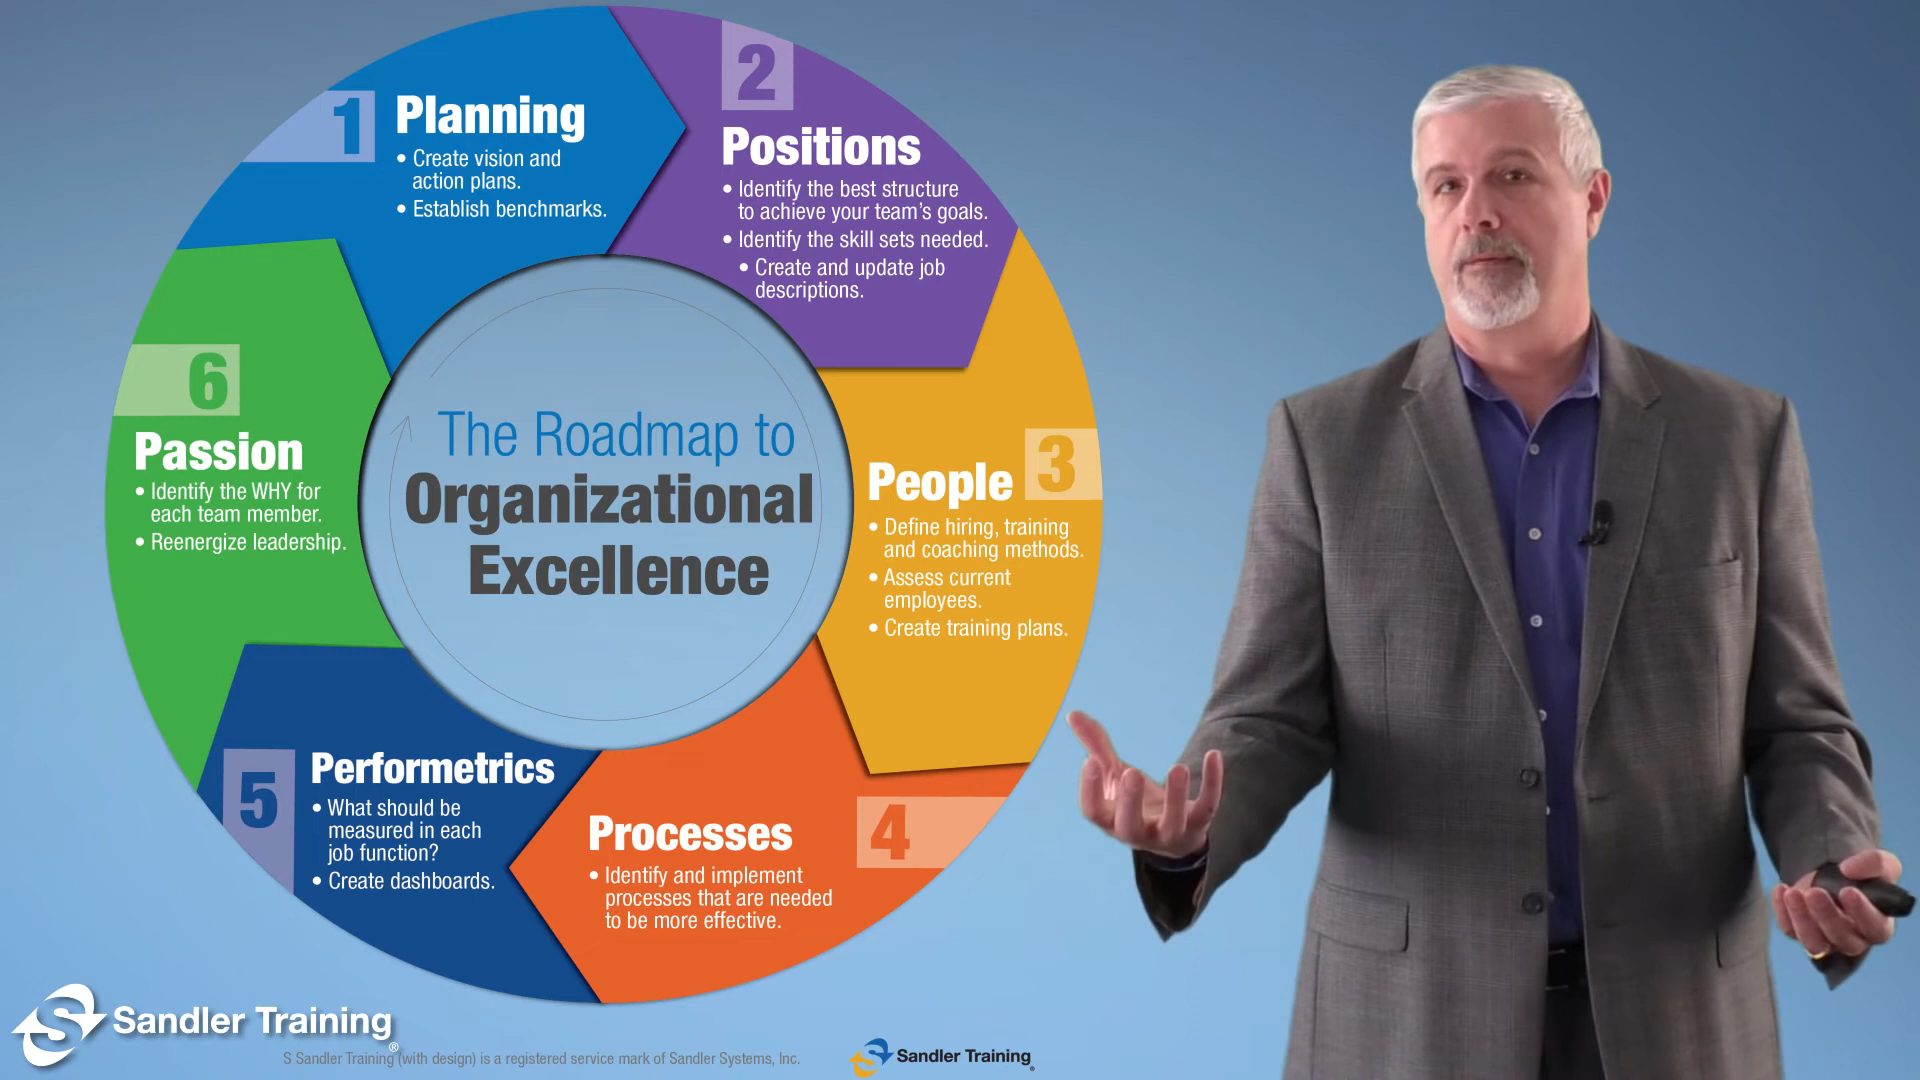 1
Planning
• Create vision and
action plans.
• Establish benchmarks.
2
Positions
• Identify the best structure
to achieve your team's goals.
• Identify the skill sets needed.
• Create and update job
descriptions.
3
People
• Define hiring, training
and coaching methods.
• Assess current
employees.
• Create training plans.
4
Processes
• Identify and implement
processes that are needed
to be more effective.
5
Performetrics
• What should be
measured in each
job function?
• Create dashboards.
6
Passion
• Identify the WHY for
each team member.
• Reenergize leadership.
The Roadmap to
Organizational
Excellence
S Sandler Training ®
S Sandler Training (with design) is a registered service mark of Sandler Systems, Inc.
S Sandler Training ®